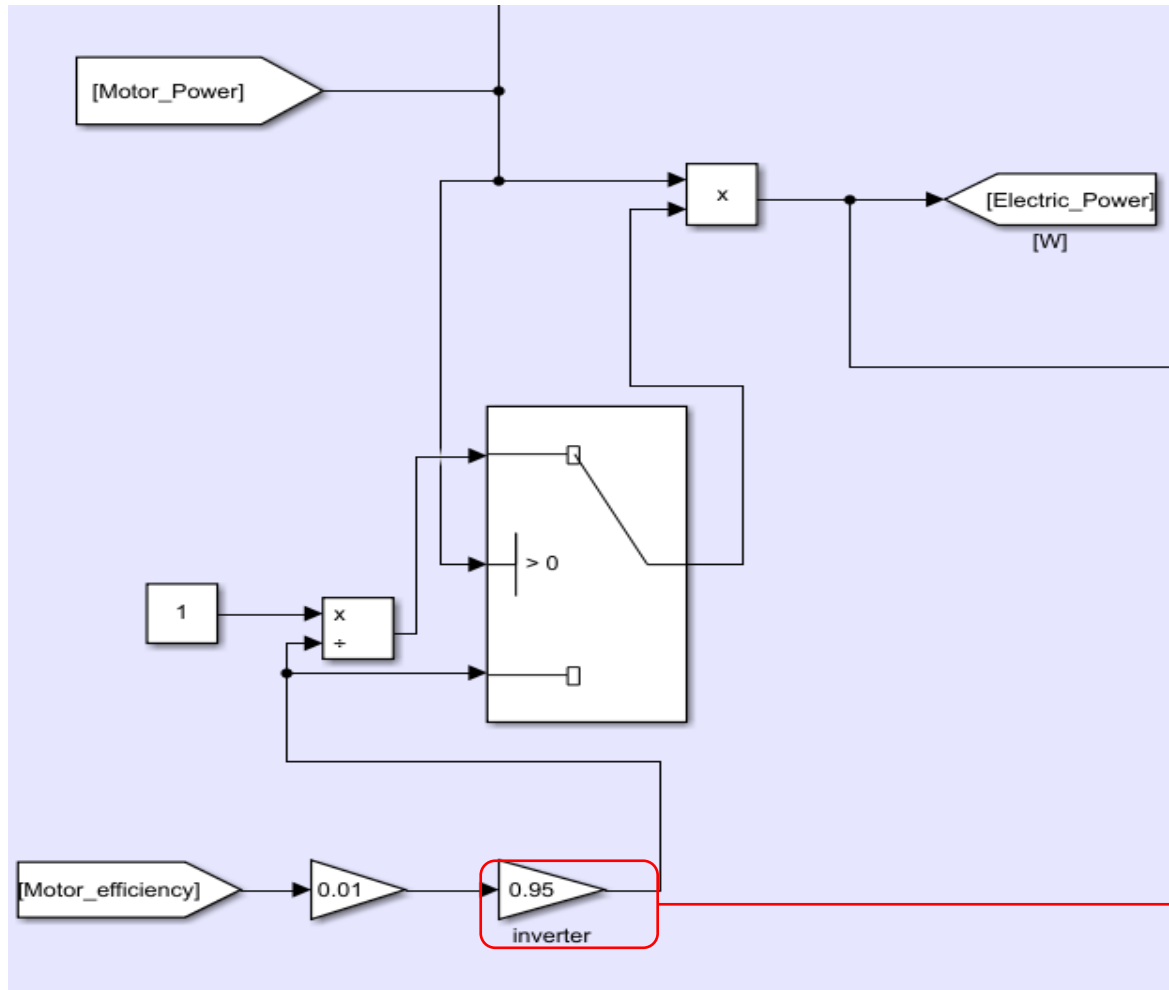 [Motor_Power]
x
[Electric_Power]
[W]
> 0
1
x
÷
[Motor_efficiency]
0.01
0.95
inverter